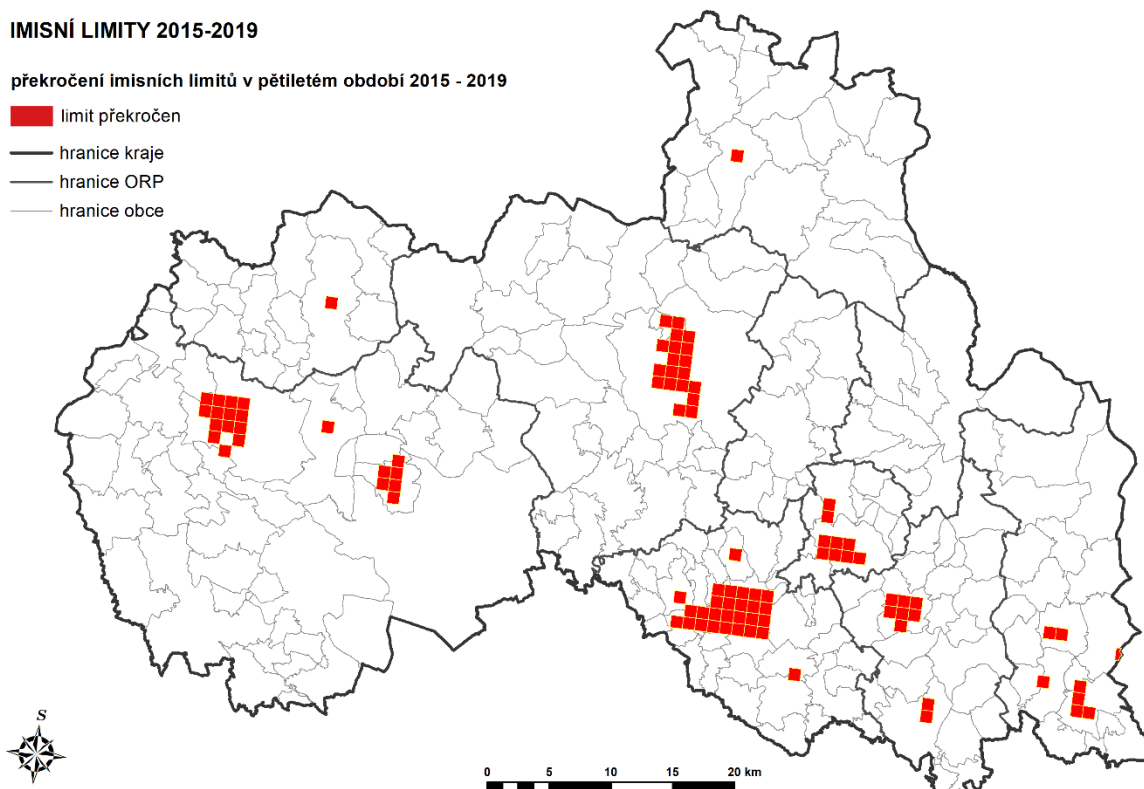 IMISNÍ LIMITY 2015-2019
překročení imisních limitů v pětiletém období 2015 - 2019
limit překročen
hranice kraje
hranice ORP
hranice obce
S
0 5 10 15 20 km